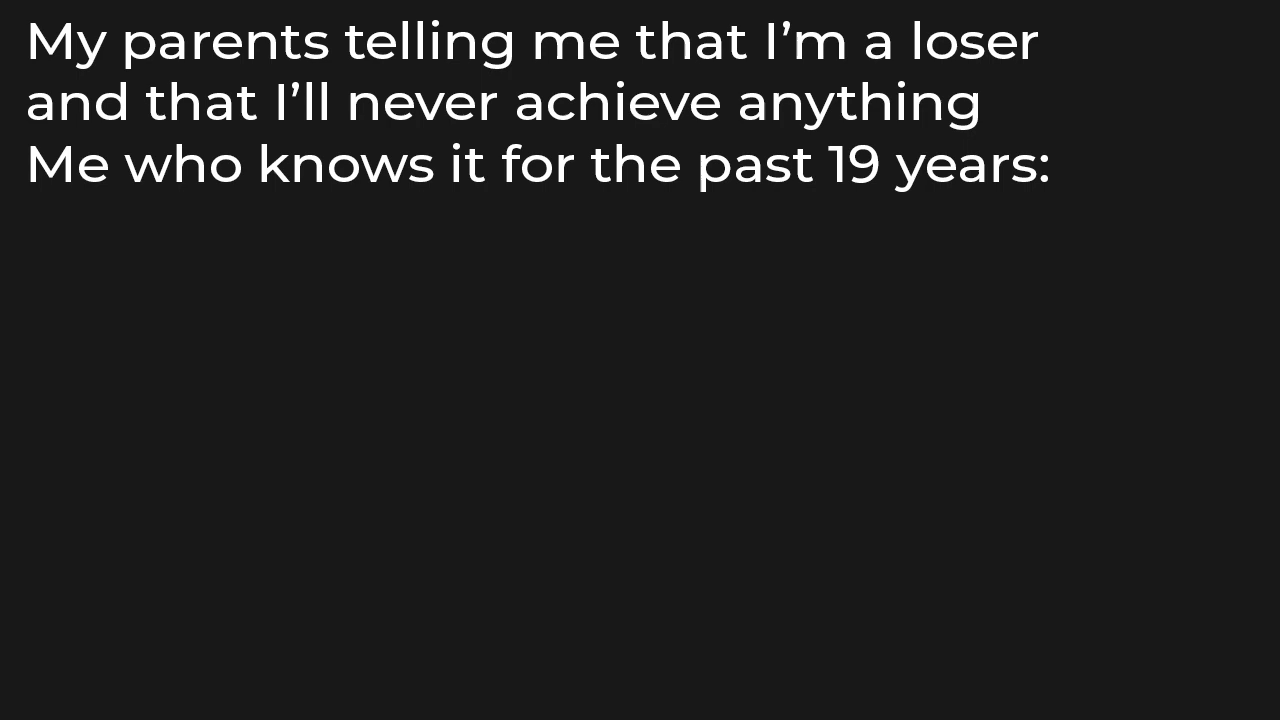 My parents telling me that I’m a loser
and that I’ll never achieve anything
Me who knows it for the past 19 years: